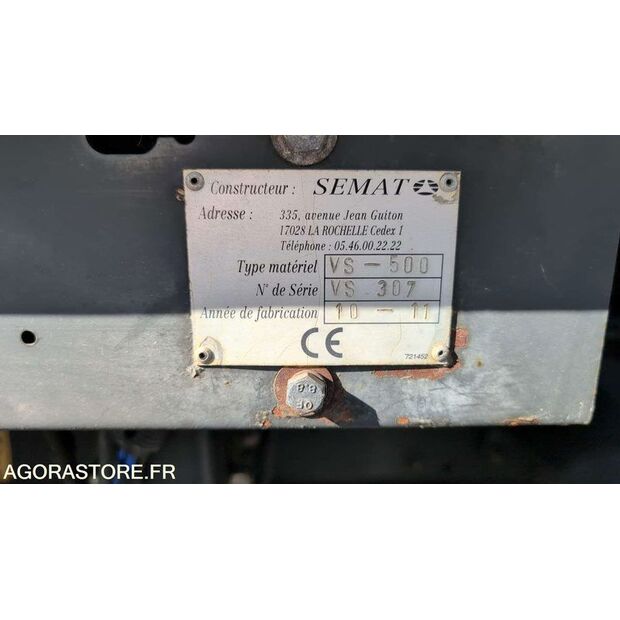 Constructeur : SEMAT
Adresse : 335, avenue Jean Guiton
17028 LA ROCHELLE Cedex 1
Téléphone : 05.46.00.22.22
Type matériel VS - 500
N° de Série VS 307
Année de fabrication 10 - 11
CE
721452
8.8
OF
AGORASTORE.FR